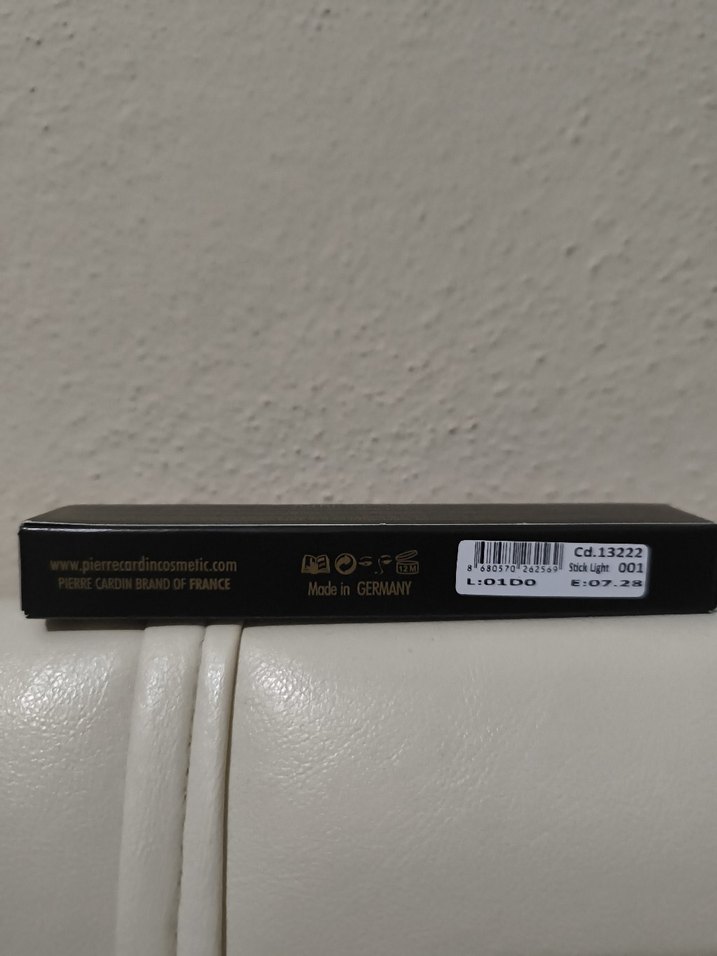 www.pierrecardincosmetic.com
PIERRE CARDIN BRAND OF FRANCE
12 M
Made in GERMANY
Cd.13222
8 680570 262569
Stick Light 001
L:01D0
E:07.28